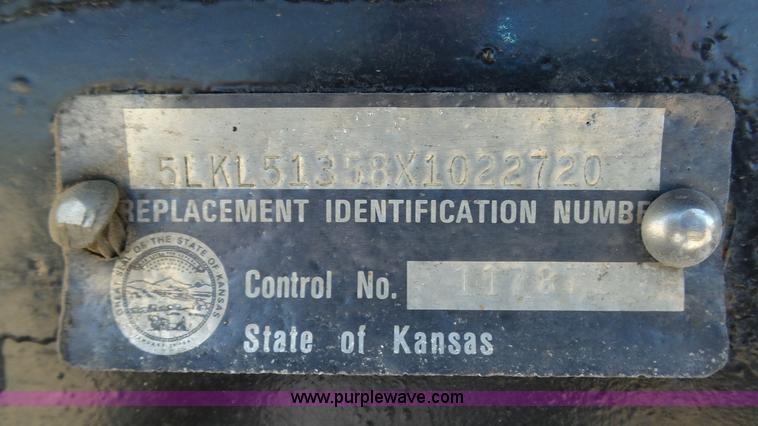 5LKL51358X1022720
REPLACEMENT IDENTIFICATION NUMBE
Control No.
State of Kansas
www.purplewave.com